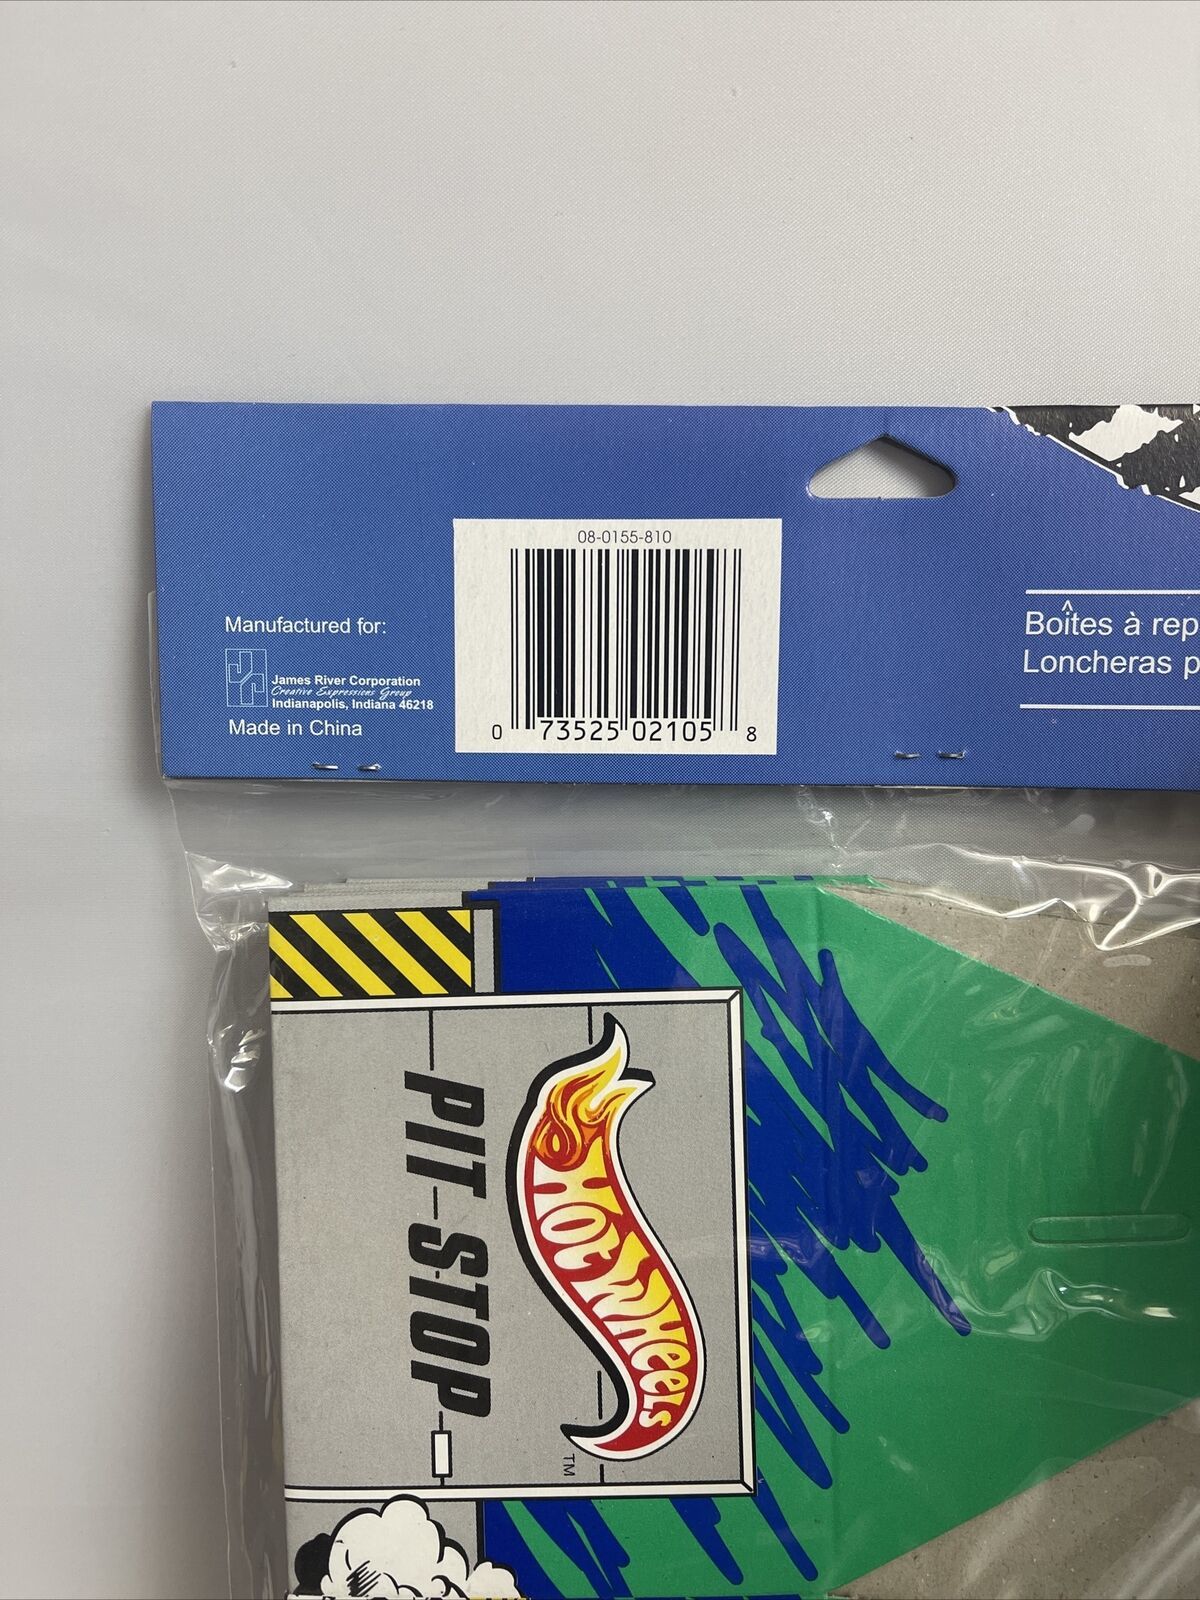 08-0155-810
0 73525 02105 8
Manufactured for:
James River Corporation
Creative Expressions Group
Indianapolis, Indiana 46218
Made in China
Boîtes à rep
Loncheras p
HOT WHEELS
TM
PIT STOP